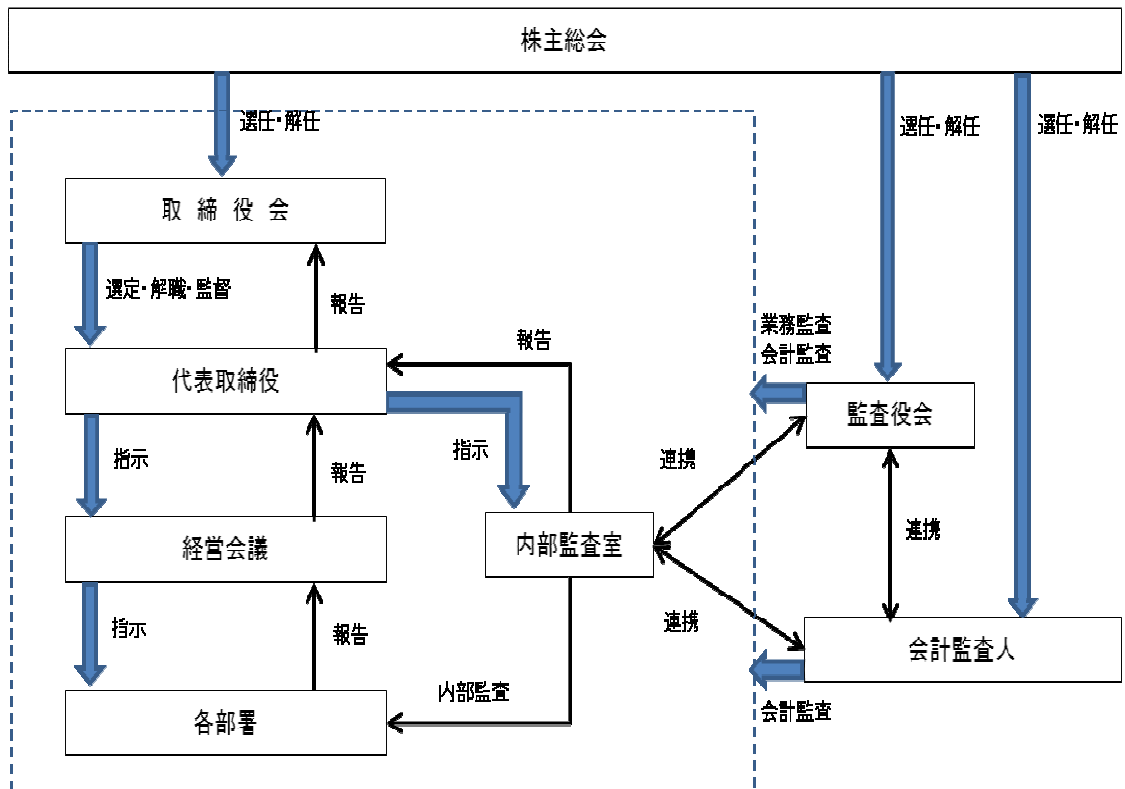 株主総会
選任・解任
選任・解任
選任・解任
取締役会
選定・解職・監督
報告
報告
業務監査
会計監査
代表取締役
監査役会
指示
報告
指示
連携
経営会議
内部監査室
連携
指示
報告
連携
会計監査人
内部監査
各部署
会計監査